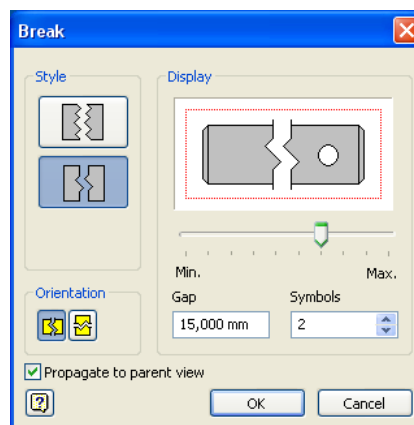 Break
Style
Display
Min.
Max.
Orientation
Gap
Symbols
15,000 mm
2
Propagate to parent view
?
OK
Cancel